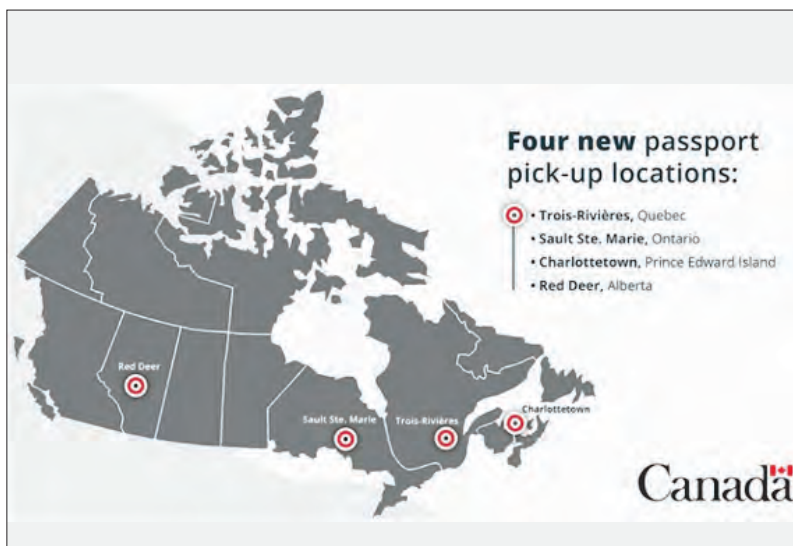 Four new passport
pick-up locations:
• Trois-Rivières, Quebec
• Sault Ste. Marie, Ontario
• Charlottetown, Prince Edward Island
• Red Deer, Alberta
Red Deer
Sault Ste. Marie
Trois-Rivières
Charlottetown
Canada